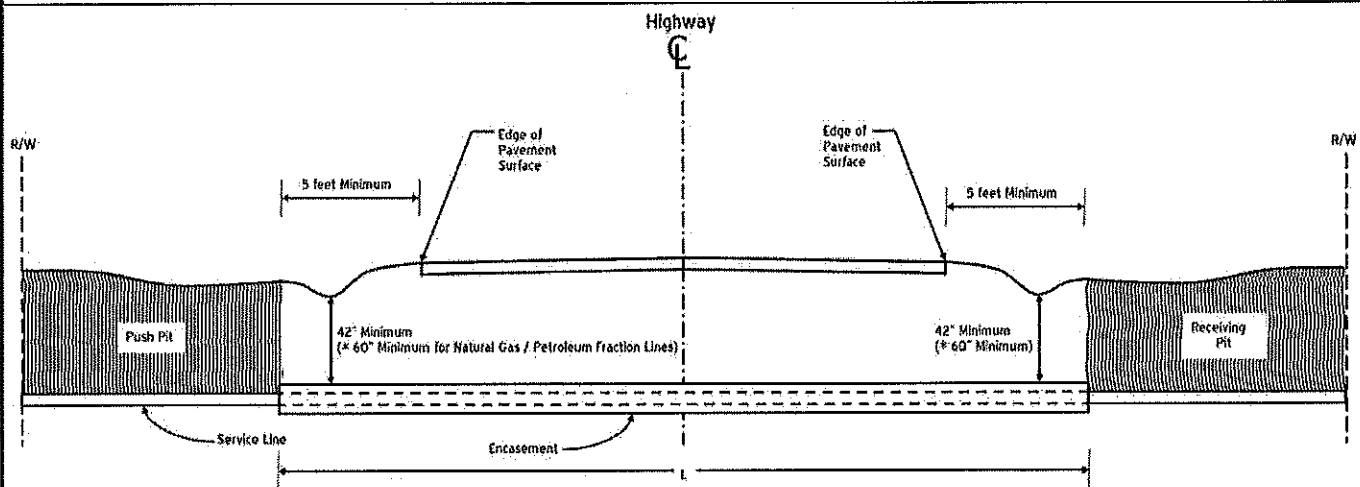 Highway
CL
R/W
Edge of
Pavement
Surface
5 feet Minimum
Edge of
Pavement
Surface
5 feet Minimum
R/W
Push Pit
42" Minimum
(* 60" Minimum for Natural Gas / Petroleum Fraction Lines)
42" Minimum
(* 60" Minimum)
Receiving
Pit
Service Line
Encasement
L